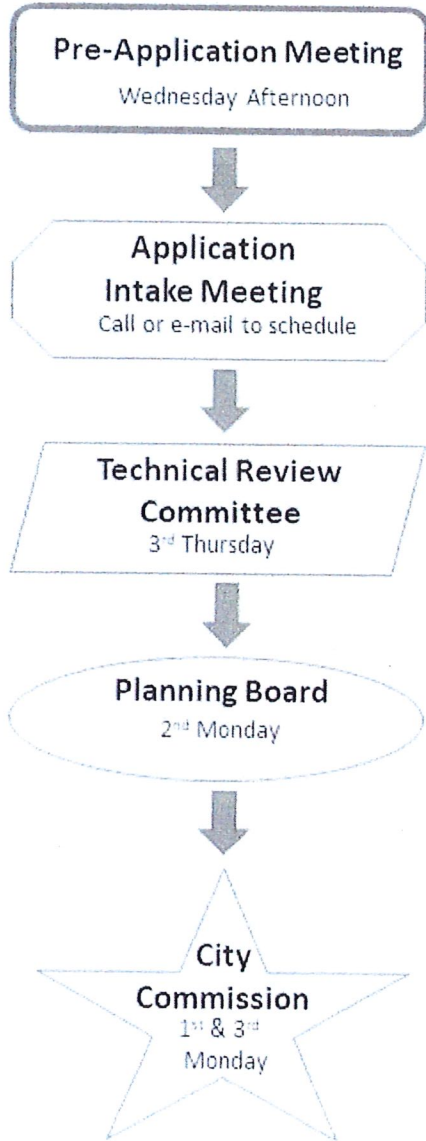 Pre-Application Meeting
Wednesday Afternoon
Application
Intake Meeting
Call or e-mail to schedule
Technical Review
Committee
3rd Thursday
Planning Board
2nd Monday
City
Commission
1st & 3rd
Monday